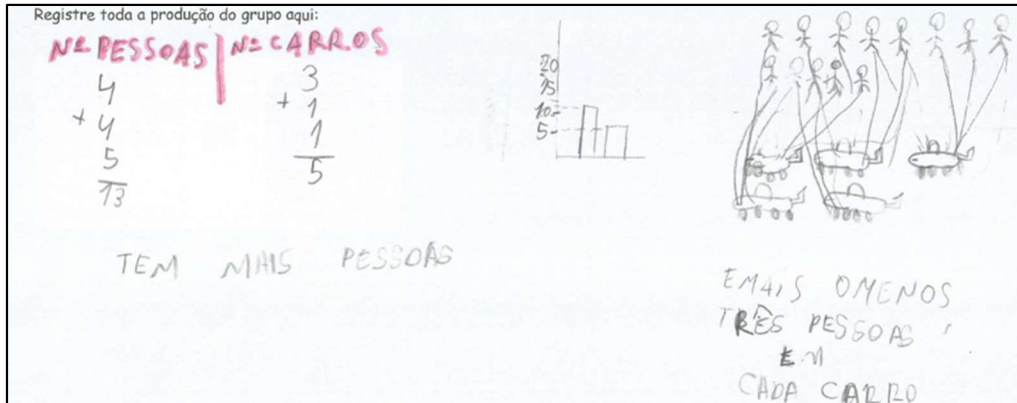 Registre toda a produção do grupo aqui:
Nº PESSOAS | Nº CARROS
4
+ 4
5
13
3
+ 1
1
5
TEM MAIS PESSOAS
20
15
10-
5-
EMAIS OMENOS
TRÊS PESSOAS
EM
CADA CARRO